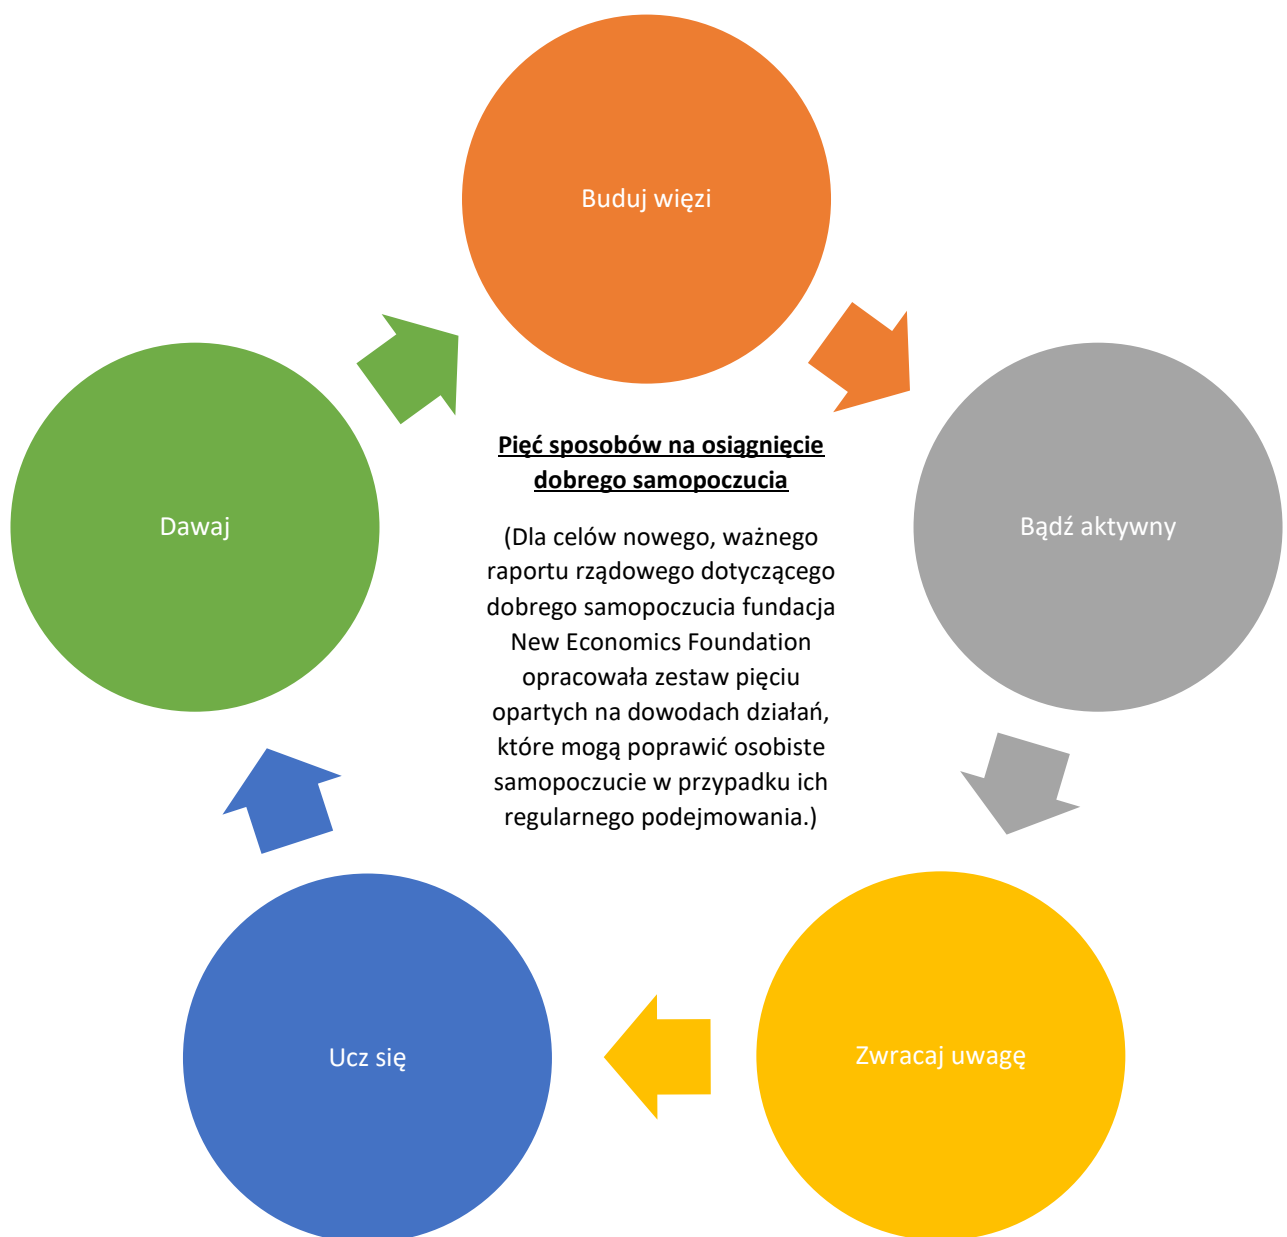 Buduj więzi
Pięć sposobów na osiągnięcie
dobrego samopoczucia
Dawaj
Bądź aktywny
(Dla celów nowego, ważnego
raportu rządowego dotyczącego
dobrego samopoczucia fundacja
New Economics Foundation
opracowała zestaw pięciu
opartych na dowodach działań,
które mogą poprawić osobiste
samopoczucie w przypadku ich
regularnego podejmowania.)
Ucz się
Zwracaj uwagę